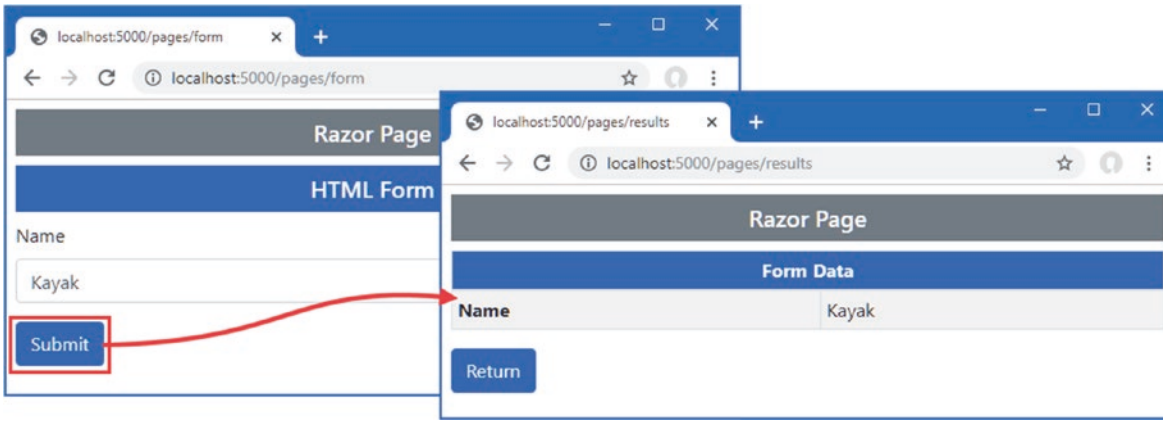 localhost:5000/pages/form
localhost:5000/pages/form
Razor Page
HTML Form
Name
Kayak
Submit
localhost:5000/pages/results
localhost:5000/pages/results
Razor Page
Form Data
Name Kayak
Return